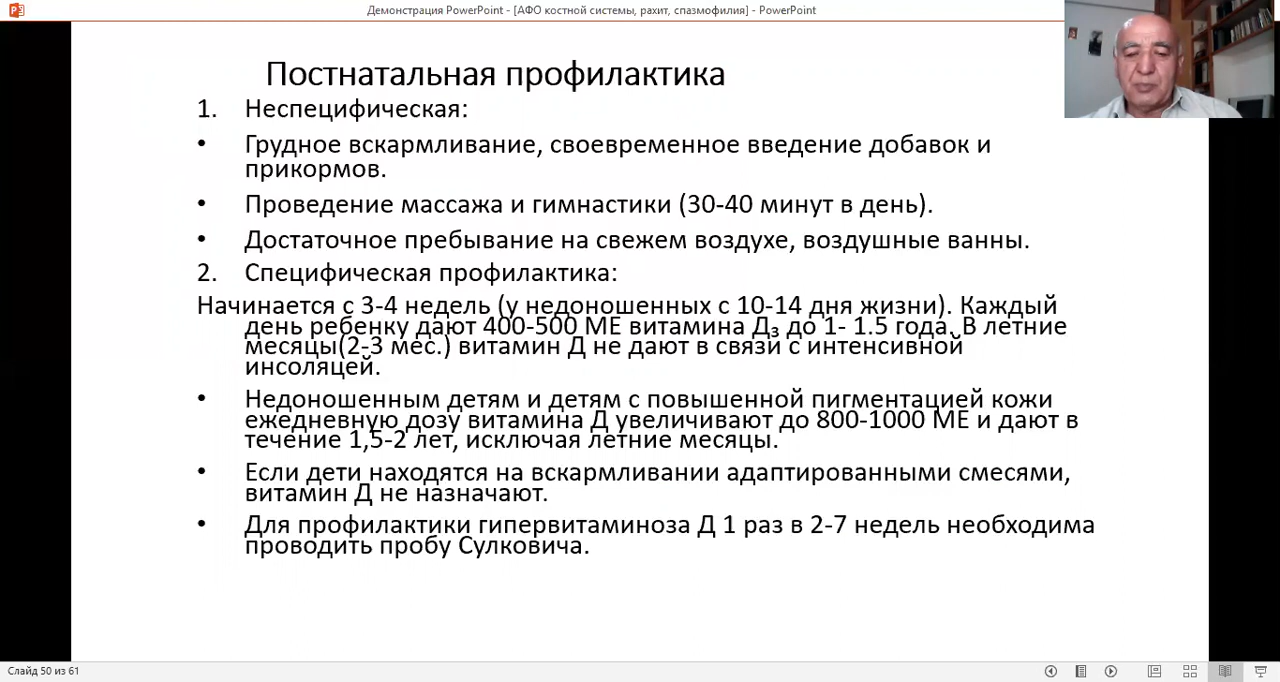 Демонстрация PowerPoint - [АФО костной системы, рахит, спазмофилия] - PowerPoint
Постнатальная профилактика
1. Неспецифическая:
• Грудное вскармливание, своевременное введение добавок и
прикормов.
• Проведение массажа и гимнастики (30-40 минут в день).
• Достаточное пребывание на свежем воздухе, воздушные ванны.
2. Специфическая профилактика:
Начинается с 3-4 недель (у недоношенных с 10-14 дня жизни). Каждый
день ребенку дают 400-500 МЕ витамина Д₃ до 1- 1.5 года. В летние
месяцы(2-3 мес.) витамин Д не дают в связи с интенсивной
инсоляцей.
• Недоношенным детям и детям с повышенной пигментацией кожи
ежедневную дозу витамина Д увеличивают до 800-1000 МЕ и дают в
течение 1,5-2 лет, исключая летние месяцы.
• Если дети находятся на вскармливании адаптированными смесями,
витамин Д не назначают.
• Для профилактики гипервитаминоза Д 1 раз в 2-7 недель необходима
проводить пробу Сулковича.
Слайд 50 из 61